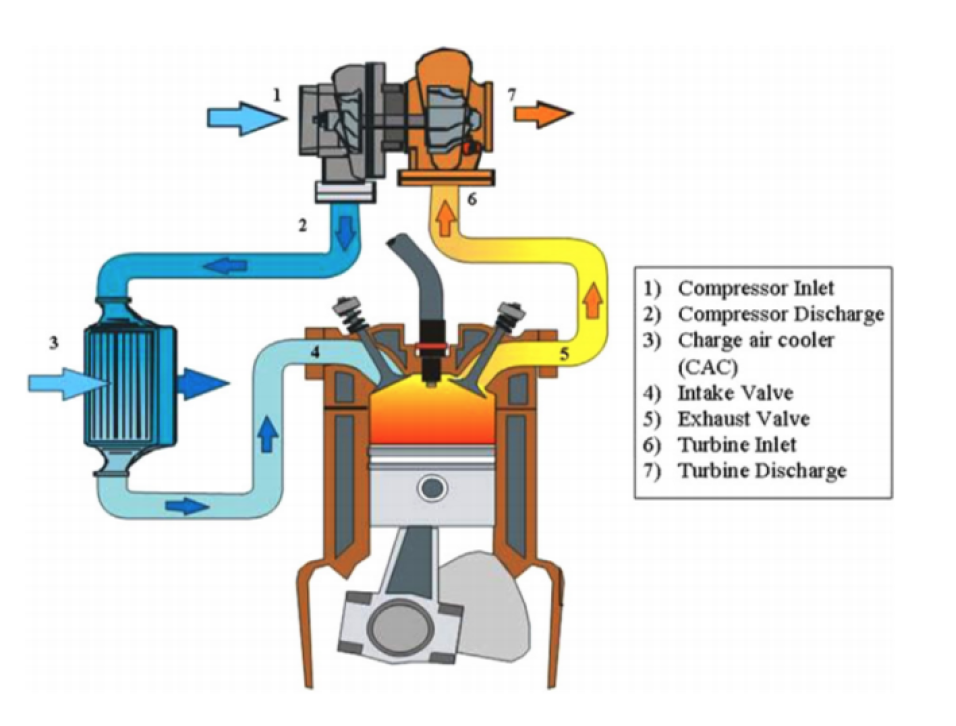 1
7
6
2
3
4
5
1) Compressor Inlet
2) Compressor Discharge
3) Charge air cooler
(CAC)
4) Intake Valve
5) Exhaust Valve
6) Turbine Inlet
7) Turbine Discharge